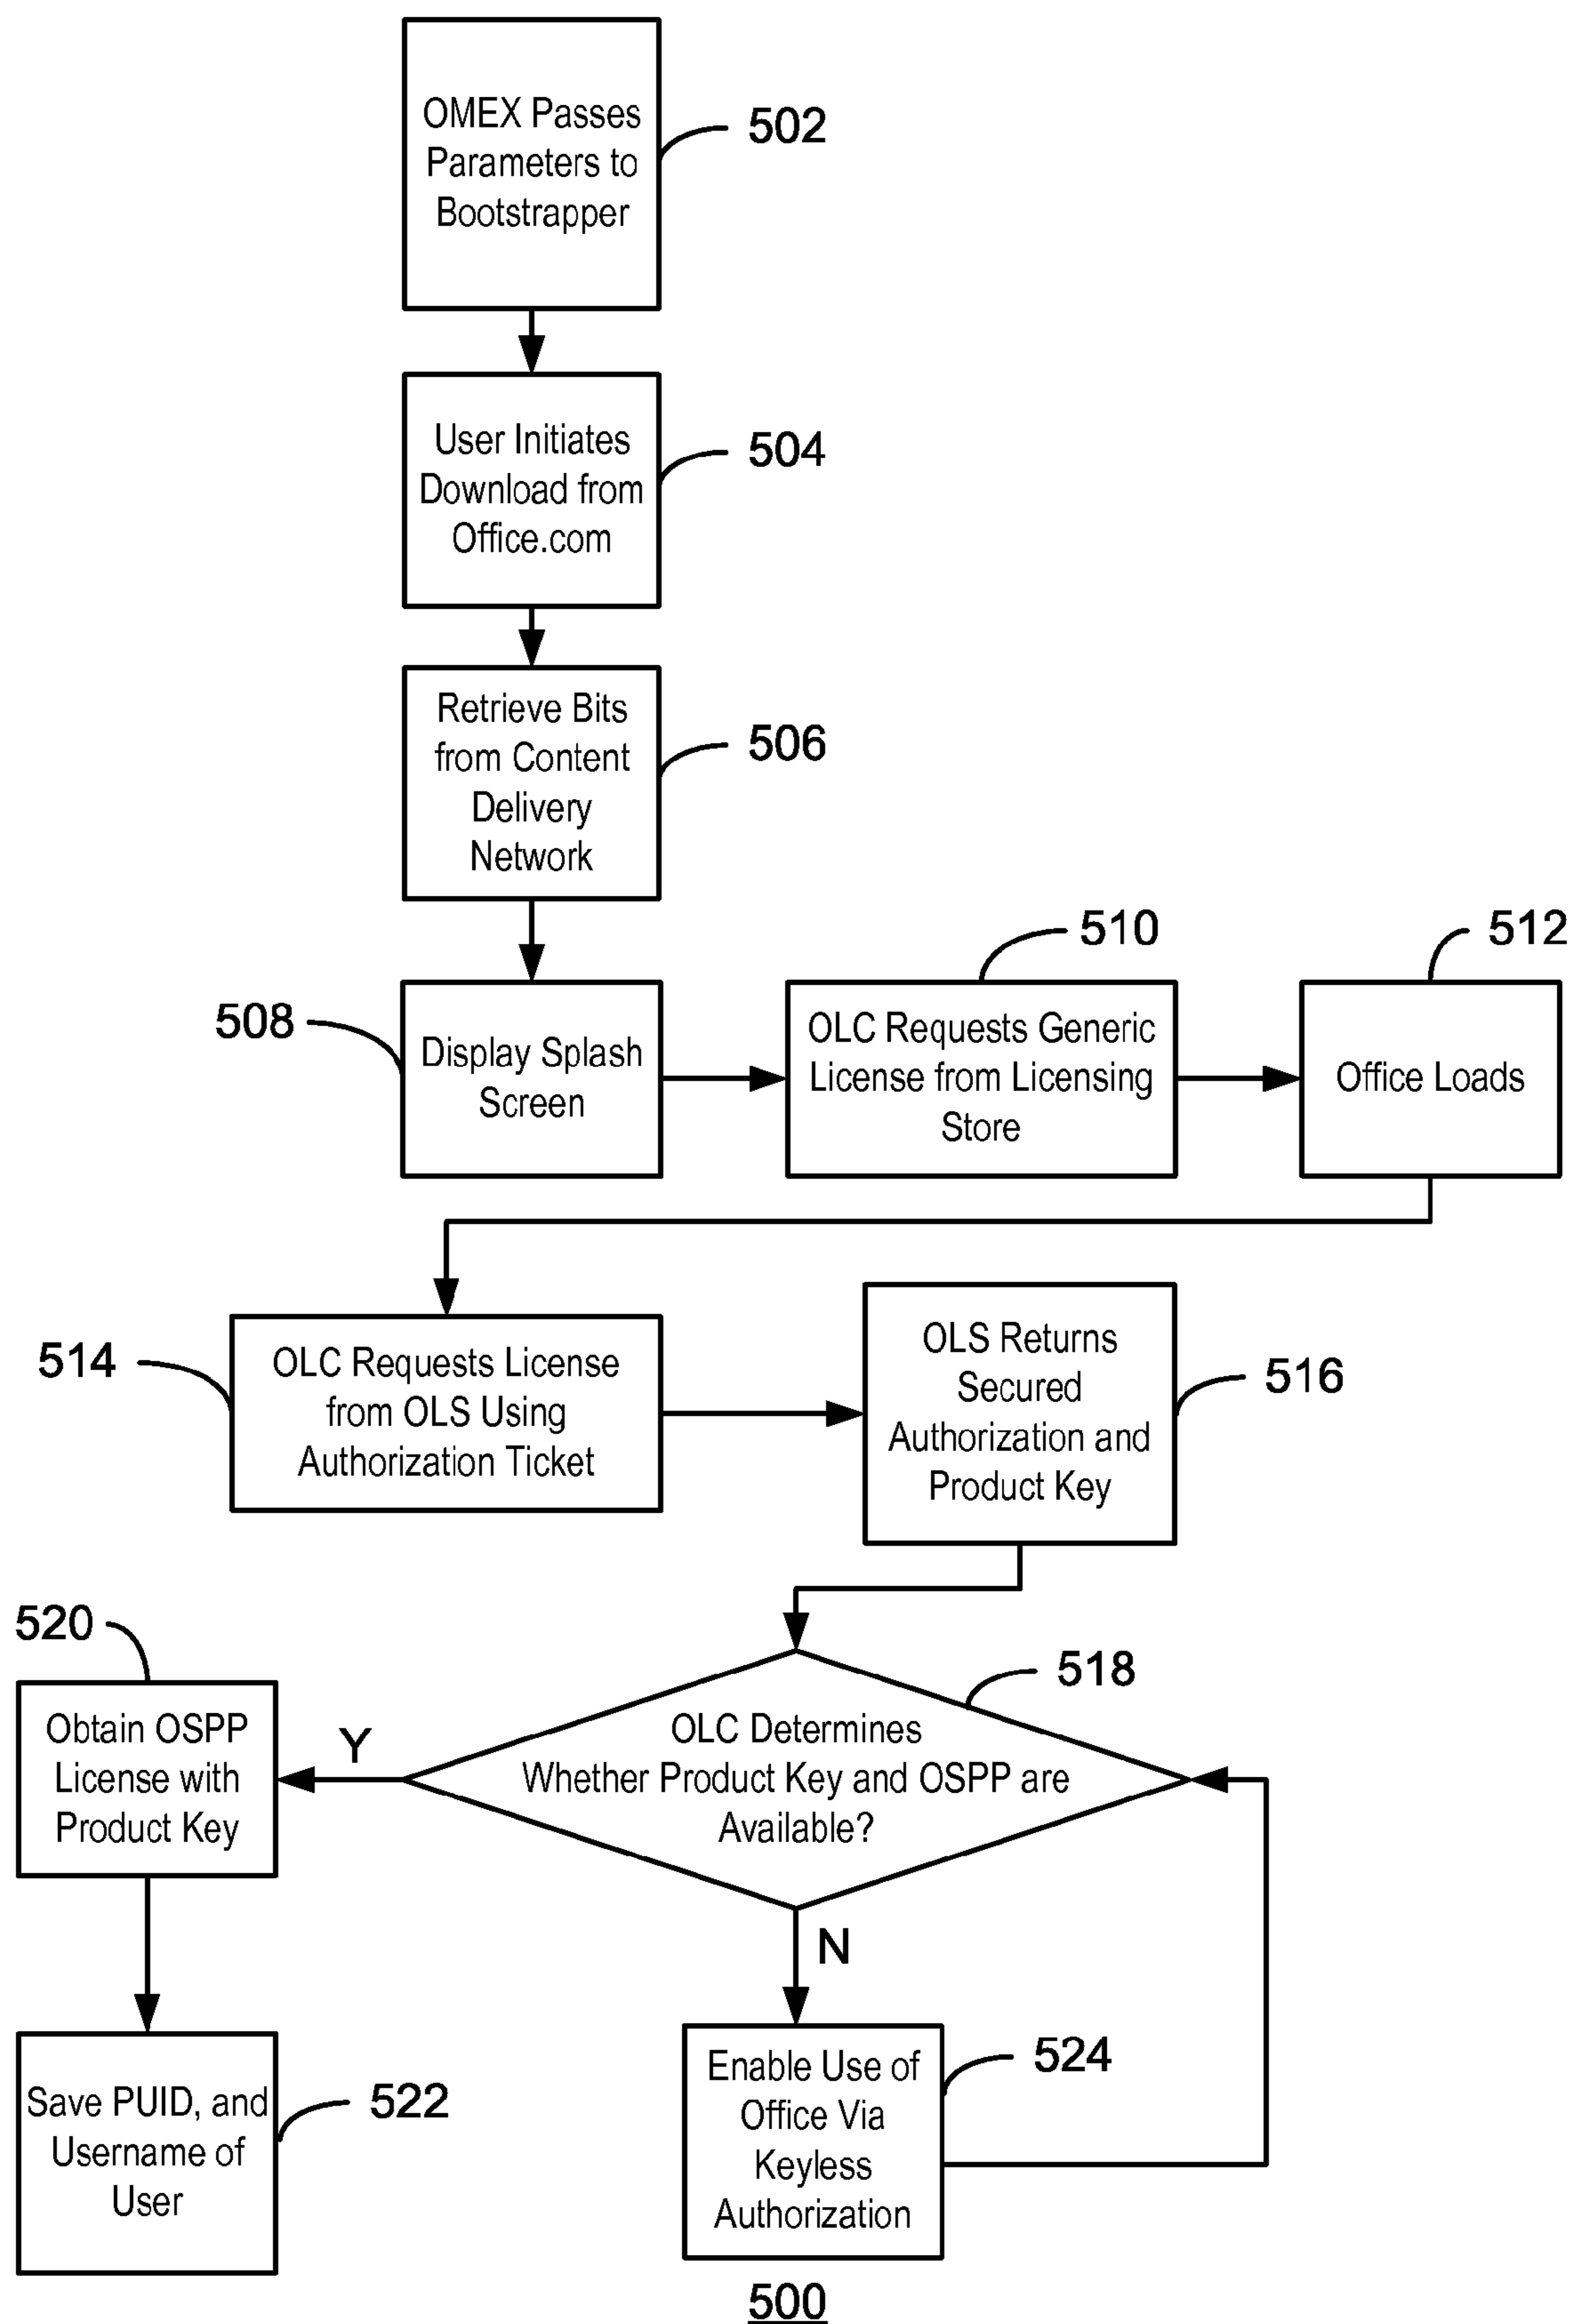 OMEX Passes
Parameters to
Bootstrapper
502
User Initiates
Download from
Office.com
504
Retrieve Bits
from Content
Delivery
Network
506
508
Display Splash
Screen
510
OLC Requests Generic
License from Licensing
Store
512
Office Loads
514
OLC Requests License
from OLS Using
Authorization Ticket
OLS Returns
Secured
Authorization and
Product Key
516
518
OLC Determines
Whether Product Key and OSPP are
Available?
Y
520
Obtain OSPP
License with
Product Key
Save PUID, and
Username of
User
522
N
Enable Use of
Office Via
Keyless
Authorization
524
500